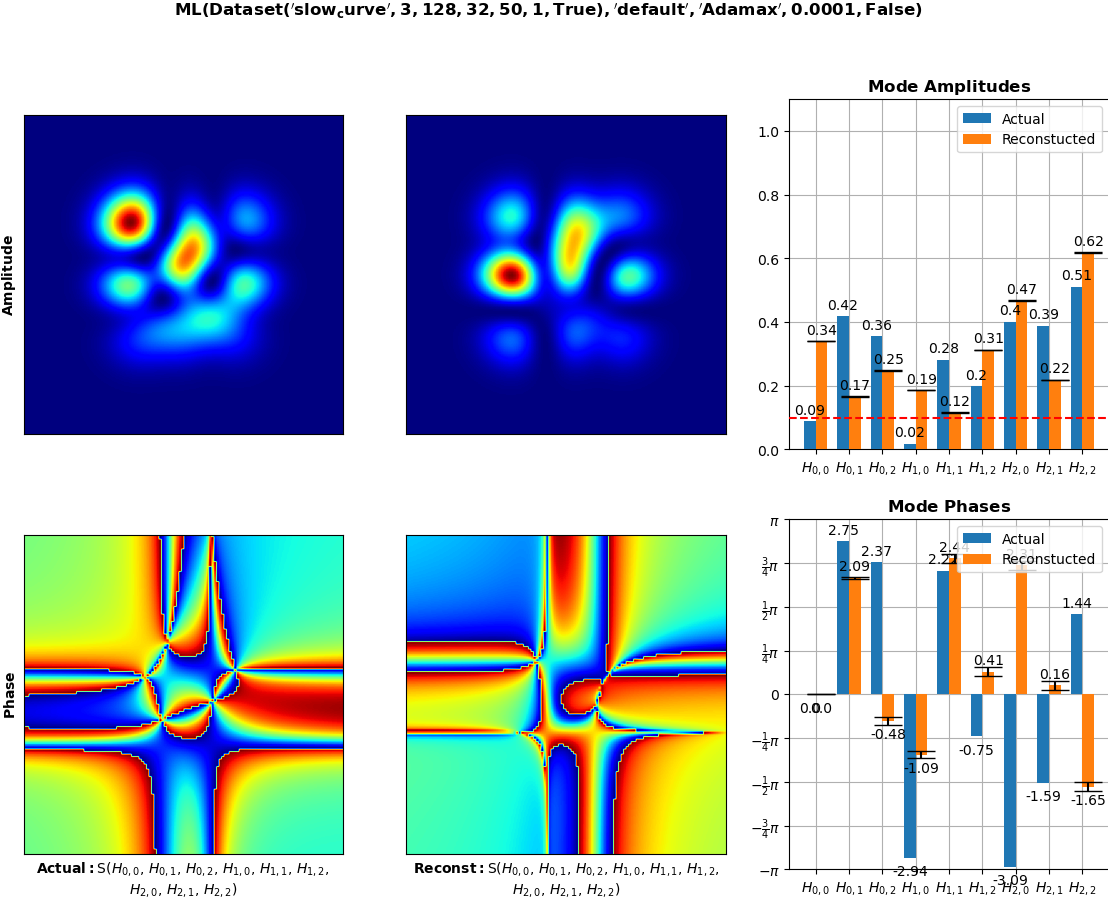 ML(Dataset('slow_curve', 3, 128, 32, 50, 1, True), 'default', 'Adamax', 0.0001, False)
Amplitude
Mode Amplitudes
Actual
Reconstucted
1.0
0.8
0.6
0.4
0.2
0.0
0.09
0.34
0.42
0.17
0.36
0.25
0.02
0.19
0.28
0.12
0.2
0.31
0.4
0.47
0.39
0.22
0.51
0.62
H0,0 H0,1 H0,2 H1,0 H1,1 H1,2 H2,0 H2,1 H2,2
Phase
Actual: S(H0,0, H0,1, H0,2, H1,0, H1,1, H1,2,
H2,0, H2,1, H2,2)
Reconst: S(H0,0, H0,1, H0,2, H1,0, H1,1, H1,2,
H2,0, H2,1, H2,2)
Mode Phases
Actual
Reconstucted
π
3/4π
1/2π
1/4π
0
−1/4π
−1/2π
−3/4π
−π
0.0
0.0
2.75
2.09
2.37
-0.48
-2.94
-1.09
-0.75
0.41
-3.09
-1.59
0.16
1.44
-1.65
H0,0 H0,1 H0,2 H1,0 H1,1 H1,2 H2,0 H2,1 H2,2